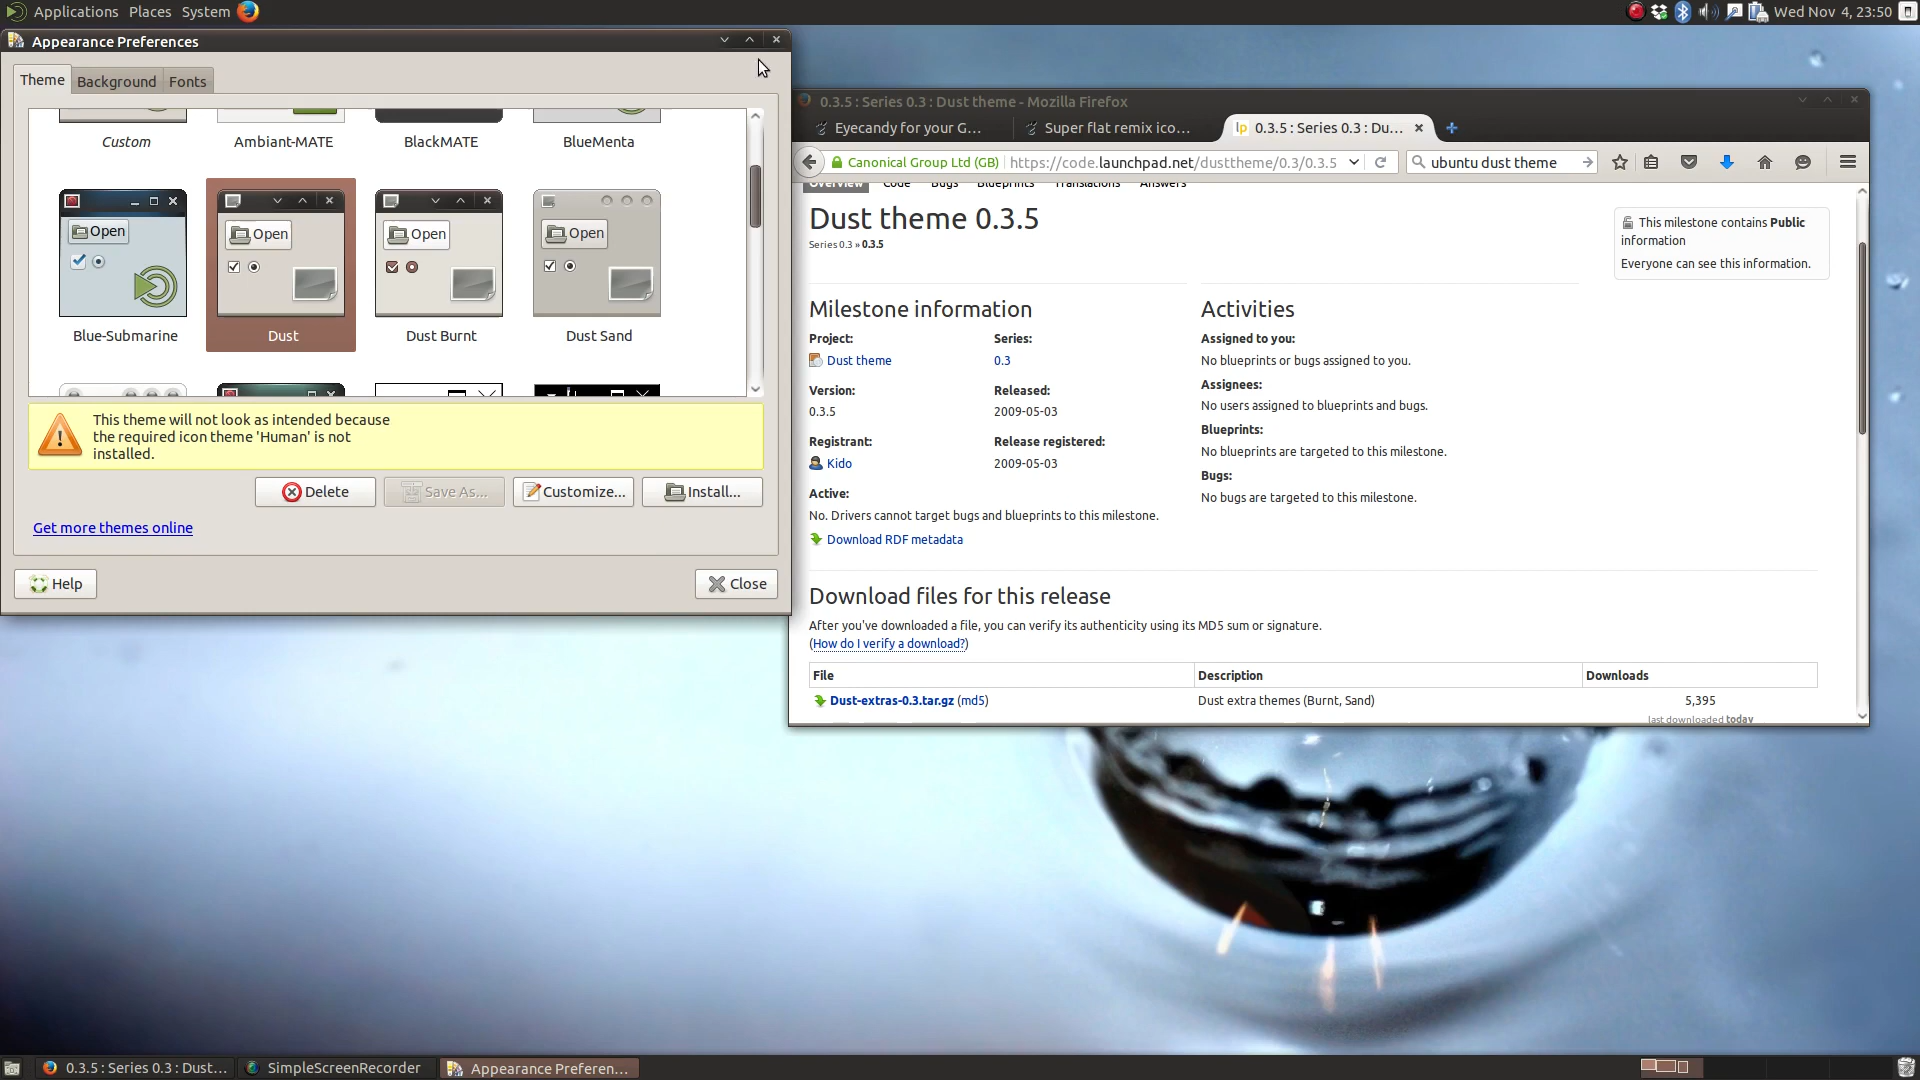 Applications Places System
Wed Nov 4, 23:50
Appearance Preferences
Theme Background Fonts
Custom Ambiant-MATE BlackMATE BlueMenta
Open Open Open Open
Blue-Submarine Dust Dust Burnt Dust Sand
This theme will not look as intended because
the required icon theme 'Human' is not
installed.
Delete Save As... Customize... Install...
Get more themes online
Help Close
0.3.5 : Series 0.3 : Dust theme - Mozilla Firefox
Eyecandy for your G... Super flat remix ico... lp 0.3.5 : Series 0.3 : Du...
Canonical Group Ltd (GB) https://code.launchpad.net/dusttheme/0.3/0.3.5 ubuntu dust theme
Overview Code Bugs Blueprints Translations Answers
Dust theme 0.3.5
Series 0.3 » 0.3.5
This milestone contains Public
information
Everyone can see this information.
Milestone information
Project: Series:
Dust theme 0.3
Version: Released:
0.3.5 2009-05-03
Registrant: Release registered:
Kido 2009-05-03
Active:
No. Drivers cannot target bugs and blueprints to this milestone.
Download RDF metadata
Activities
Assigned to you:
No blueprints or bugs assigned to you.
Assignees:
No users assigned to blueprints and bugs.
Blueprints:
No blueprints are targeted to this milestone.
Bugs:
No bugs are targeted to this milestone.
Download files for this release
After you've downloaded a file, you can verify its authenticity using its MD5 sum or signature.
(How do I verify a download?)
File Description Downloads
Dust-extras-0.3.tar.gz (md5) Dust extra themes (Burnt, Sand) 5,395
last downloaded today
0.3.5 : Series 0.3 : Dust... SimpleScreenRecorder Appearance Preferen...